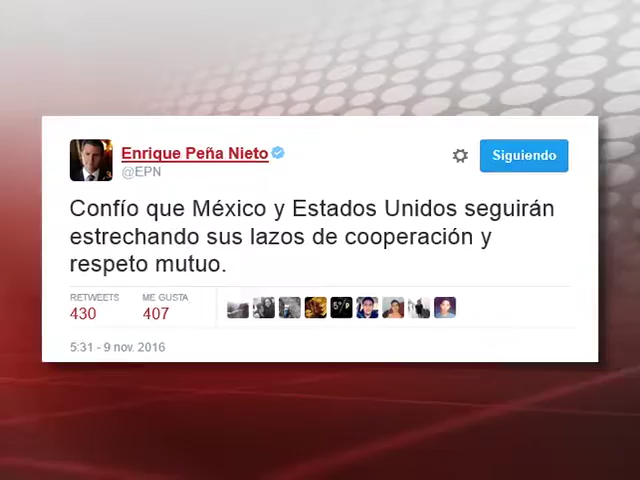 Enrique Peña Nieto
@EPN
Siguiendo
Confío que México y Estados Unidos seguirán
estrechando sus lazos de cooperación y
respeto mutuo.
RETWEETS ME GUSTA
430 407
5:31 - 9 nov. 2016